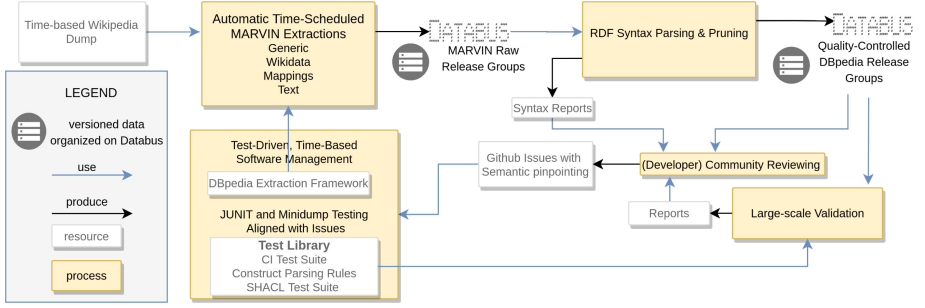 Time-based Wikipedia
Dump
Automatic Time-Scheduled
MARVIN Extractions
Generic
Wikidata
Mappings
Text
DATABUS
MARVIN Raw
Release Groups
RDF Syntax Parsing & Pruning
DATABUS
Quality-Controlled
DBpedia Release
Groups
LEGEND
versioned data
organized on Databus
use
produce
resource
process
Syntax Reports
Test-Driven, Time-Based
Software Management
DBpedia Extraction Framework
JUNIT and Minidump Testing
Aligned with Issues
Test Library
CI Test Suite
Construct Parsing Rules
SHACL Test Suite
Github Issues with
Semantic pinpointing
(Developer) Community Reviewing
Reports
Large-scale Validation